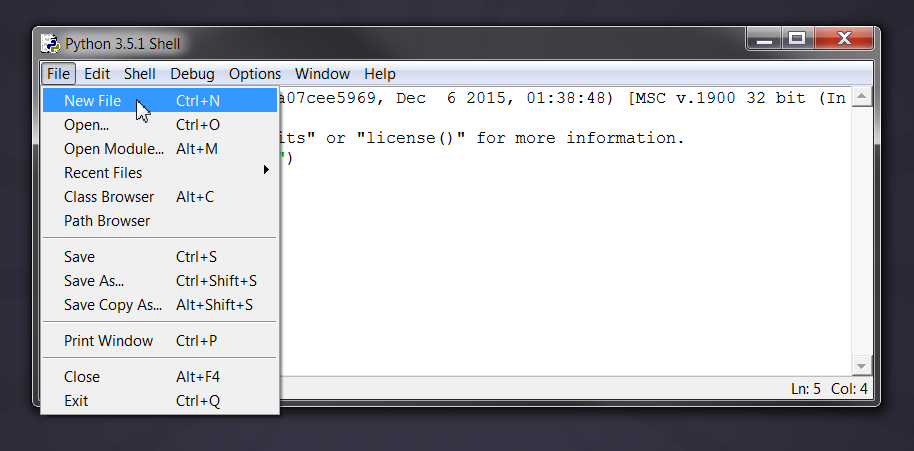 Python 3.5.1 Shell
File Edit Shell Debug Options Window Help
New File Ctrl+N
Open... Ctrl+O
Open Module... Alt+M
Recent Files
Class Browser Alt+C
Path Browser
Save Ctrl+S
Save As... Ctrl+Shift+S
Save Copy As... Alt+Shift+S
Print Window Ctrl+P
Close Alt+F4
Exit Ctrl+Q
a07cee5969, Dec  6 2015, 01:38:48) [MSC v.1900 32 bit (In
its" or "license()" for more information.
")
Ln: 5 Col: 4